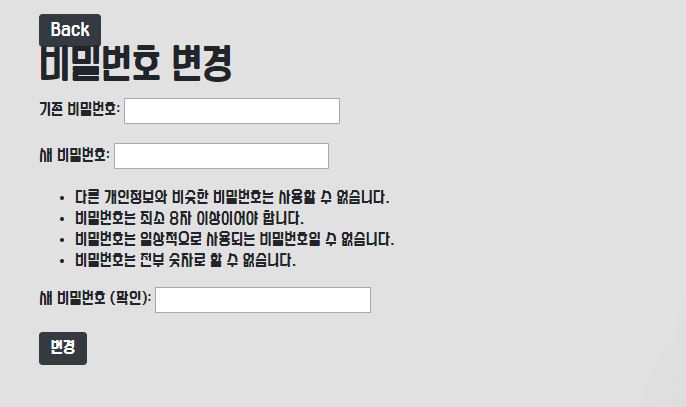 Back
비밀번호 변경
기존 비밀번호:
새 비밀번호:
• 다른 개인정보와 비슷한 비밀번호는 사용할 수 없습니다.
• 비밀번호는 최소 8자 이상이어야 합니다.
• 비밀번호는 일상적으로 사용되는 비밀번호일 수 없습니다.
• 비밀번호는 전부 숫자로 할 수 없습니다.
새 비밀번호 (확인):
변경